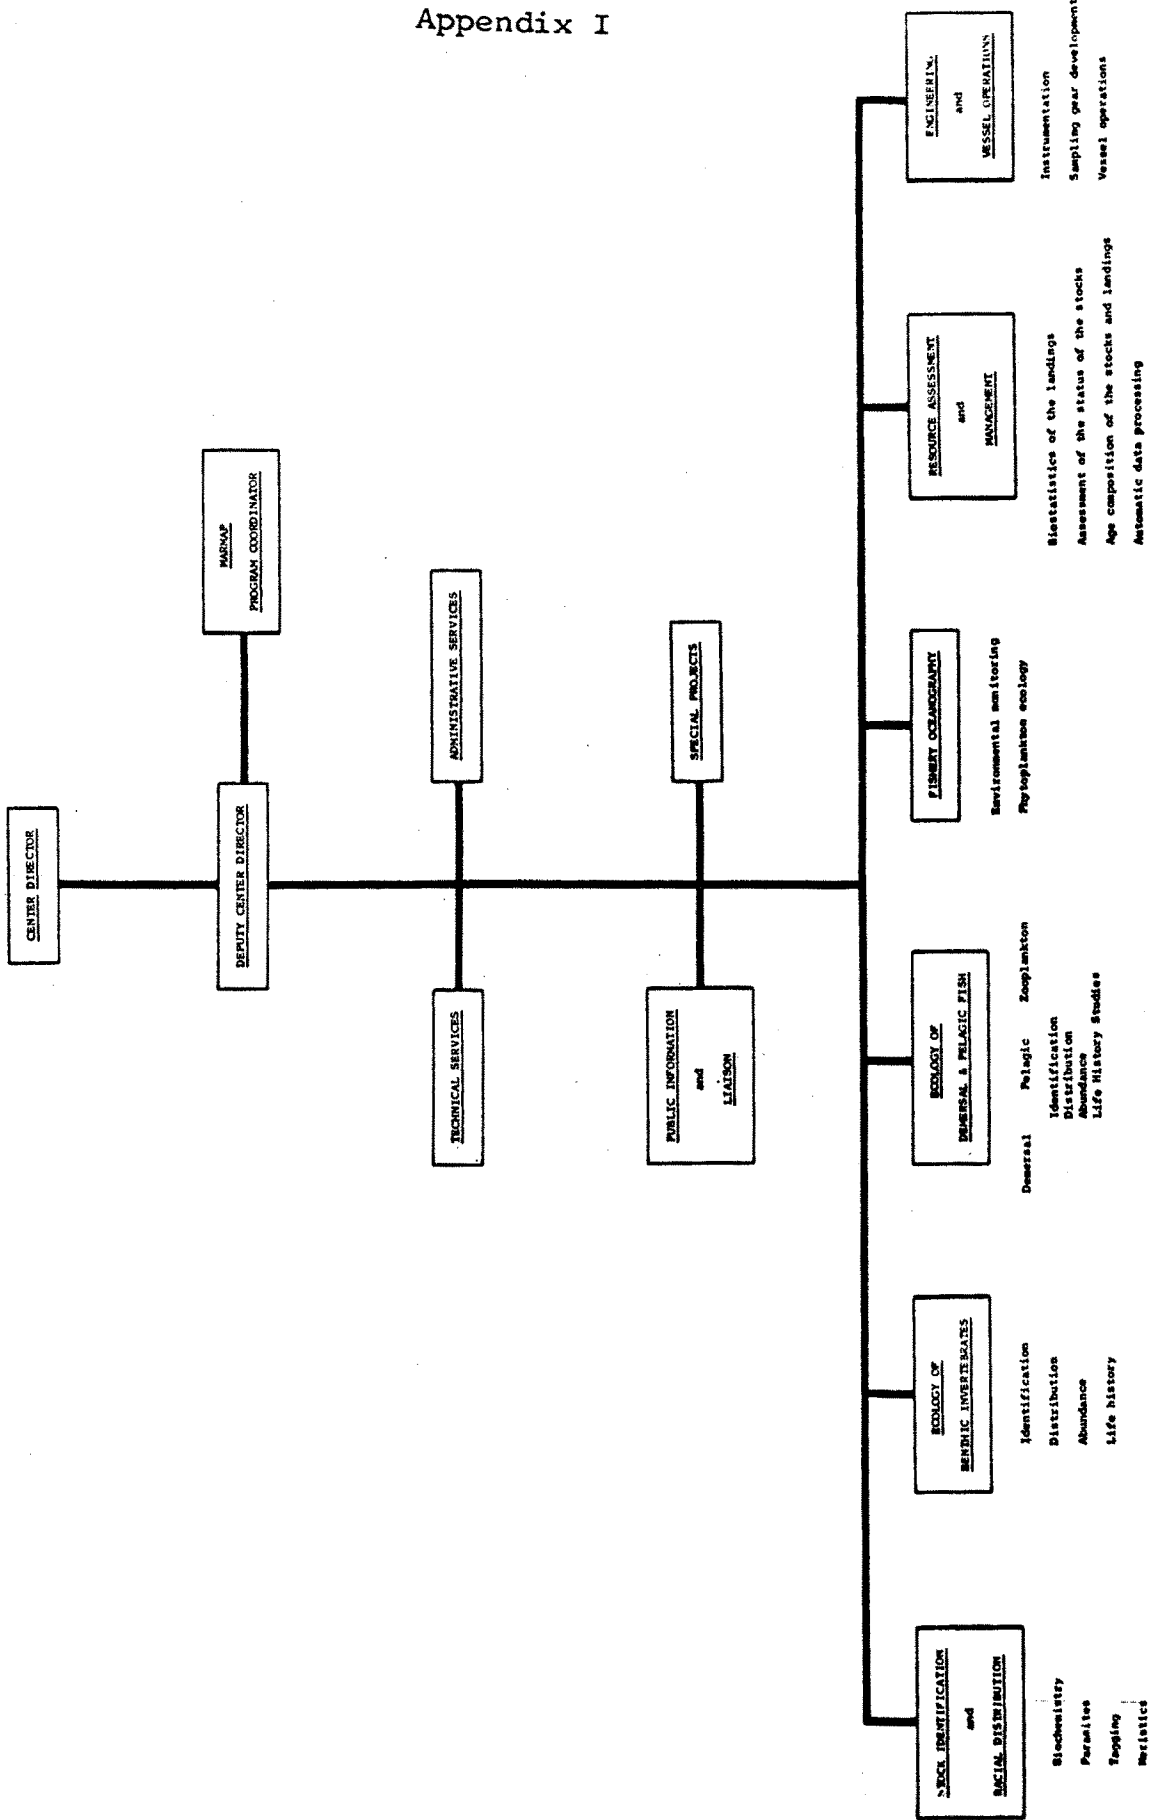 Appendix I
CENTER DIRECTOR
DEPUTY CENTER DIRECTOR
MARMAP
PROGRAM COORDINATOR
TECHNICAL SERVICES
ADMINISTRATIVE SERVICES
PUBLIC INFORMATION
and
LIAISON
SPECIAL PROJECTS
STOCK IDENTIFICATION
and
RACIAL DISTRIBUTION
Biochemistry
Parasites
Tagging
Meristics
ECOLOGY OF
BENTHIC INVERTEBRATES
Identification
Distribution
Abundance
Life history
ECOLOGY OF
DEMERSAL & PELAGIC FISH
Demersal Pelagic Zooplankton
Identification
Distribution
Abundance
Life History Studies
FISHERY OCEANOGRAPHY
Environmental monitoring
Phytoplankton ecology
RESOURCE ASSESSMENT
and
MANAGEMENT
Biostatistics of the landings
Assessment of the status of the stocks
Age composition of the stocks and landings
Automatic data processing
ENGINEERING
and
VESSEL OPERATIONS
Instrumentation
Sampling gear development
Vessel operations